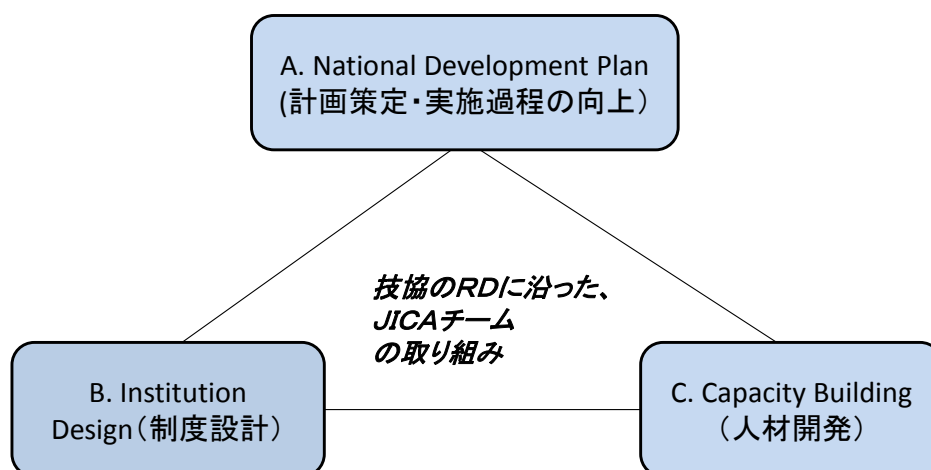 A. National Development Plan
(計画策定・実施過程の向上）
技協のRDに沿った、
JICAチーム
の取り組み
B. Institution
Design（制度設計）
C. Capacity Building
（人材開発）